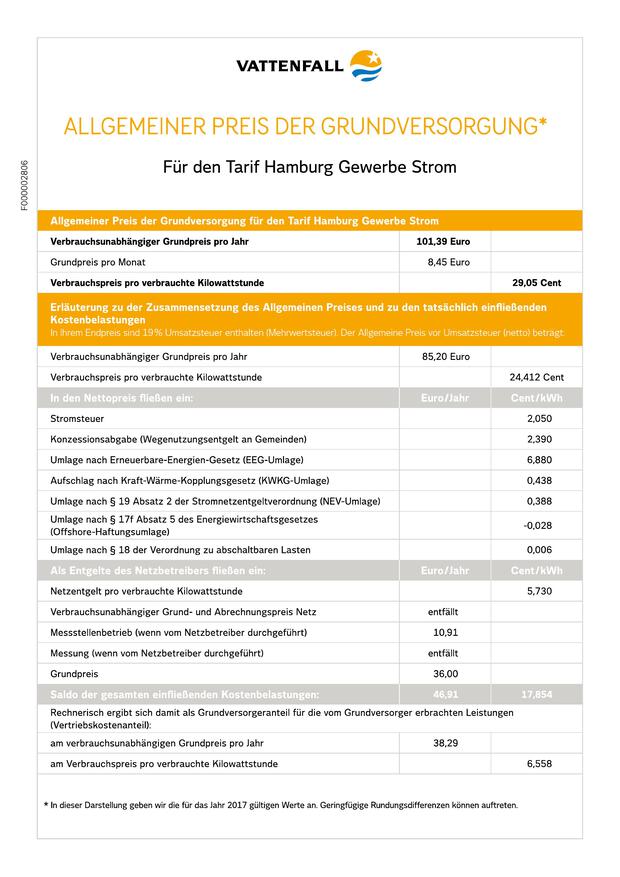 VATTENFALL
ALLGEMEINER PREIS DER GRUNDVERSORGUNG*
Für den Tarif Hamburg Gewerbe Strom
F000002806
Allgemeiner Preis der Grundversorgung für den Tarif Hamburg Gewerbe Strom
Verbrauchsunabhängiger Grundpreis pro Jahr 101,39 Euro
Grundpreis pro Monat 8,45 Euro
Verbrauchspreis pro verbrauchte Kilowattstunde 29,05 Cent
Erläuterung zu der Zusammensetzung des Allgemeinen Preises und zu den tatsächlich einfließenden
Kostenbelastungen
In Ihrem Endpreis sind 19% Umsatzsteuer enthalten (Mehrwertsteuer). Der Allgemeine Preis vor Umsatzsteuer (netto) beträgt:
Verbrauchsunabhängiger Grundpreis pro Jahr 85,20 Euro
Verbrauchspreis pro verbrauchte Kilowattstunde 24,412 Cent
In den Nettopreis fließen ein: Euro/Jahr Cent/kWh
Stromsteuer 2,050
Konzessionsabgabe (Wegenutzungsentgelt an Gemeinden) 2,390
Umlage nach Erneuerbare-Energien-Gesetz (EEG-Umlage) 6,880
Aufschlag nach Kraft-Wärme-Kopplungsgesetz (KWKG-Umlage) 0,438
Umlage nach § 19 Absatz 2 der Stromnetzentgeltverordnung (NEV-Umlage) 0,388
Umlage nach § 17f Absatz 5 des Energiewirtschaftsgesetzes
(Offshore-Haftungsumlage) -0,028
Umlage nach § 18 der Verordnung zu abschaltbaren Lasten 0,006
Als Entgelte des Netzbetreibers fließen ein: Euro/Jahr Cent/kWh
Netzentgelt pro verbrauchte Kilowattstunde 5,730
Verbrauchsunabhängiger Grund- und Abrechnungspreis Netz entfällt
Messstellenbetrieb (wenn vom Netzbetreiber durchgeführt) 10,91
Messung (wenn vom Netzbetreiber durchgeführt) entfällt
Grundpreis 36,00
Saldo der gesamten einfließenden Kostenbelastungen: 46,91 17,854
Rechnerisch ergibt sich damit als Grundversorgeranteil für die vom Grundversorger erbrachten Leistungen
(Vertriebskostenanteil):
am verbrauchsunabhängigen Grundpreis pro Jahr 38,29
am Verbrauchspreis pro verbrauchte Kilowattstunde 6,558
* In dieser Darstellung geben wir die für das Jahr 2017 gültigen Werte an. Geringfügige Rundungsdifferenzen können auftreten.